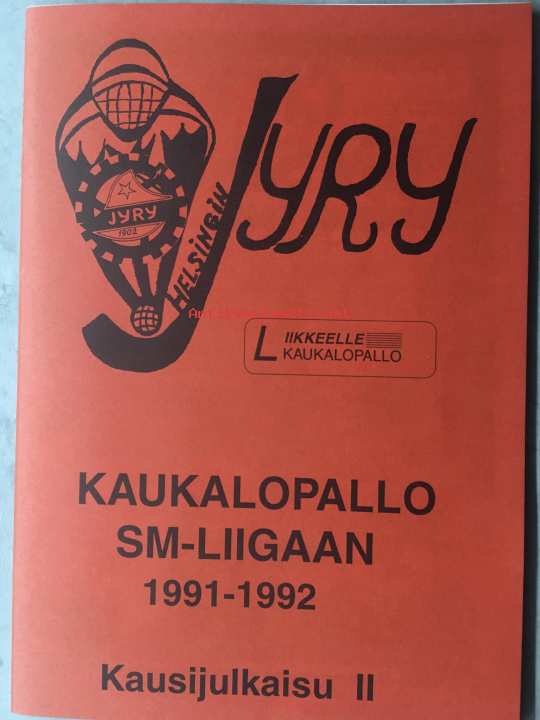 JYRY
JYRY
1902
HELSINGIN
LIIKKEELLE
KAUKALOPALLO
KAUKALOPALLO
SM-LIIGAAN
1991-1992
Kausijulkaisu II